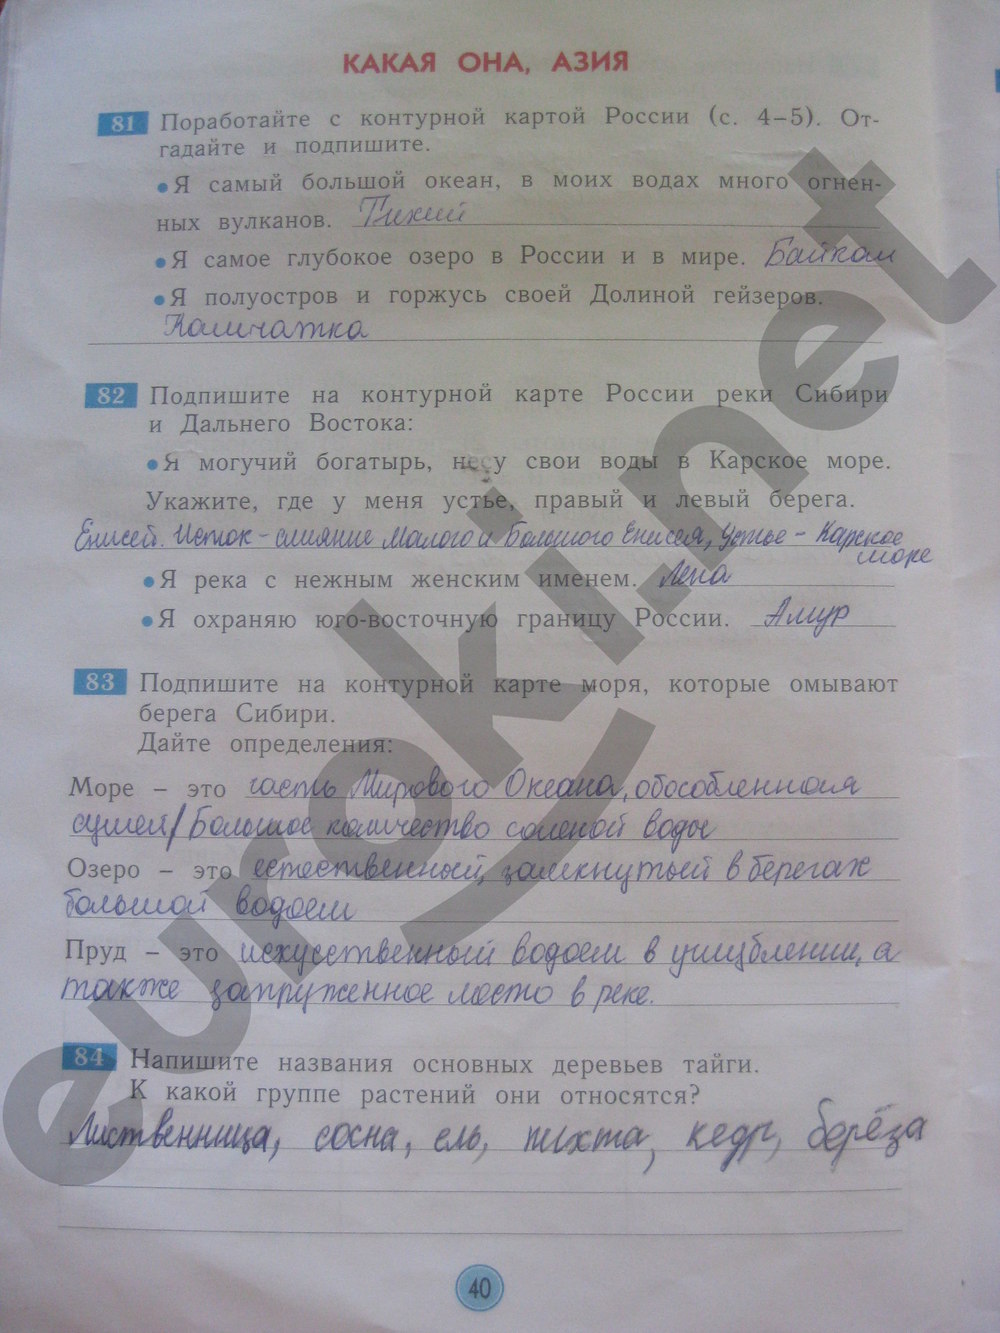 КАКАЯ ОНА, АЗИЯ
81 Поработайте с контурной картой России (с. 4–5). От-
гадайте и подпишите.
• Я самый большой океан, в моих водах много огнен-
ных вулканов. Тихий
• Я самое глубокое озеро в России и в мире. Байкал
• Я полуостров и горжусь своей Долиной гейзеров.
Камчатка
82 Подпишите на контурной карте России реки Сибири
и Дальнего Востока:
• Я могучий богатырь, несу свои воды в Карское море.
Укажите, где у меня устье, правый и левый берега.
Енисей. Исток - слияние Малого и Большого Енисея, устье - Карское
море
• Я река с нежным женским именем. Лена
• Я охраняю юго-восточную границу России. Амур
83 Подпишите на контурной карте моря, которые омывают
берега Сибири.
Дайте определения:
Море – это часть Мирового Океана, обособленная
сушей/Большое количество соленой воды
Озеро – это естественный, замкнутый в берегах
большой водоем
Пруд – это искусственный водоем в углублении, а
также запруженное место в реке.
84 Напишите названия основных деревьев тайги.
К какой группе растений они относятся?
Лиственница, сосна, ель, пихта, кедр, берёза
40
euroki.net